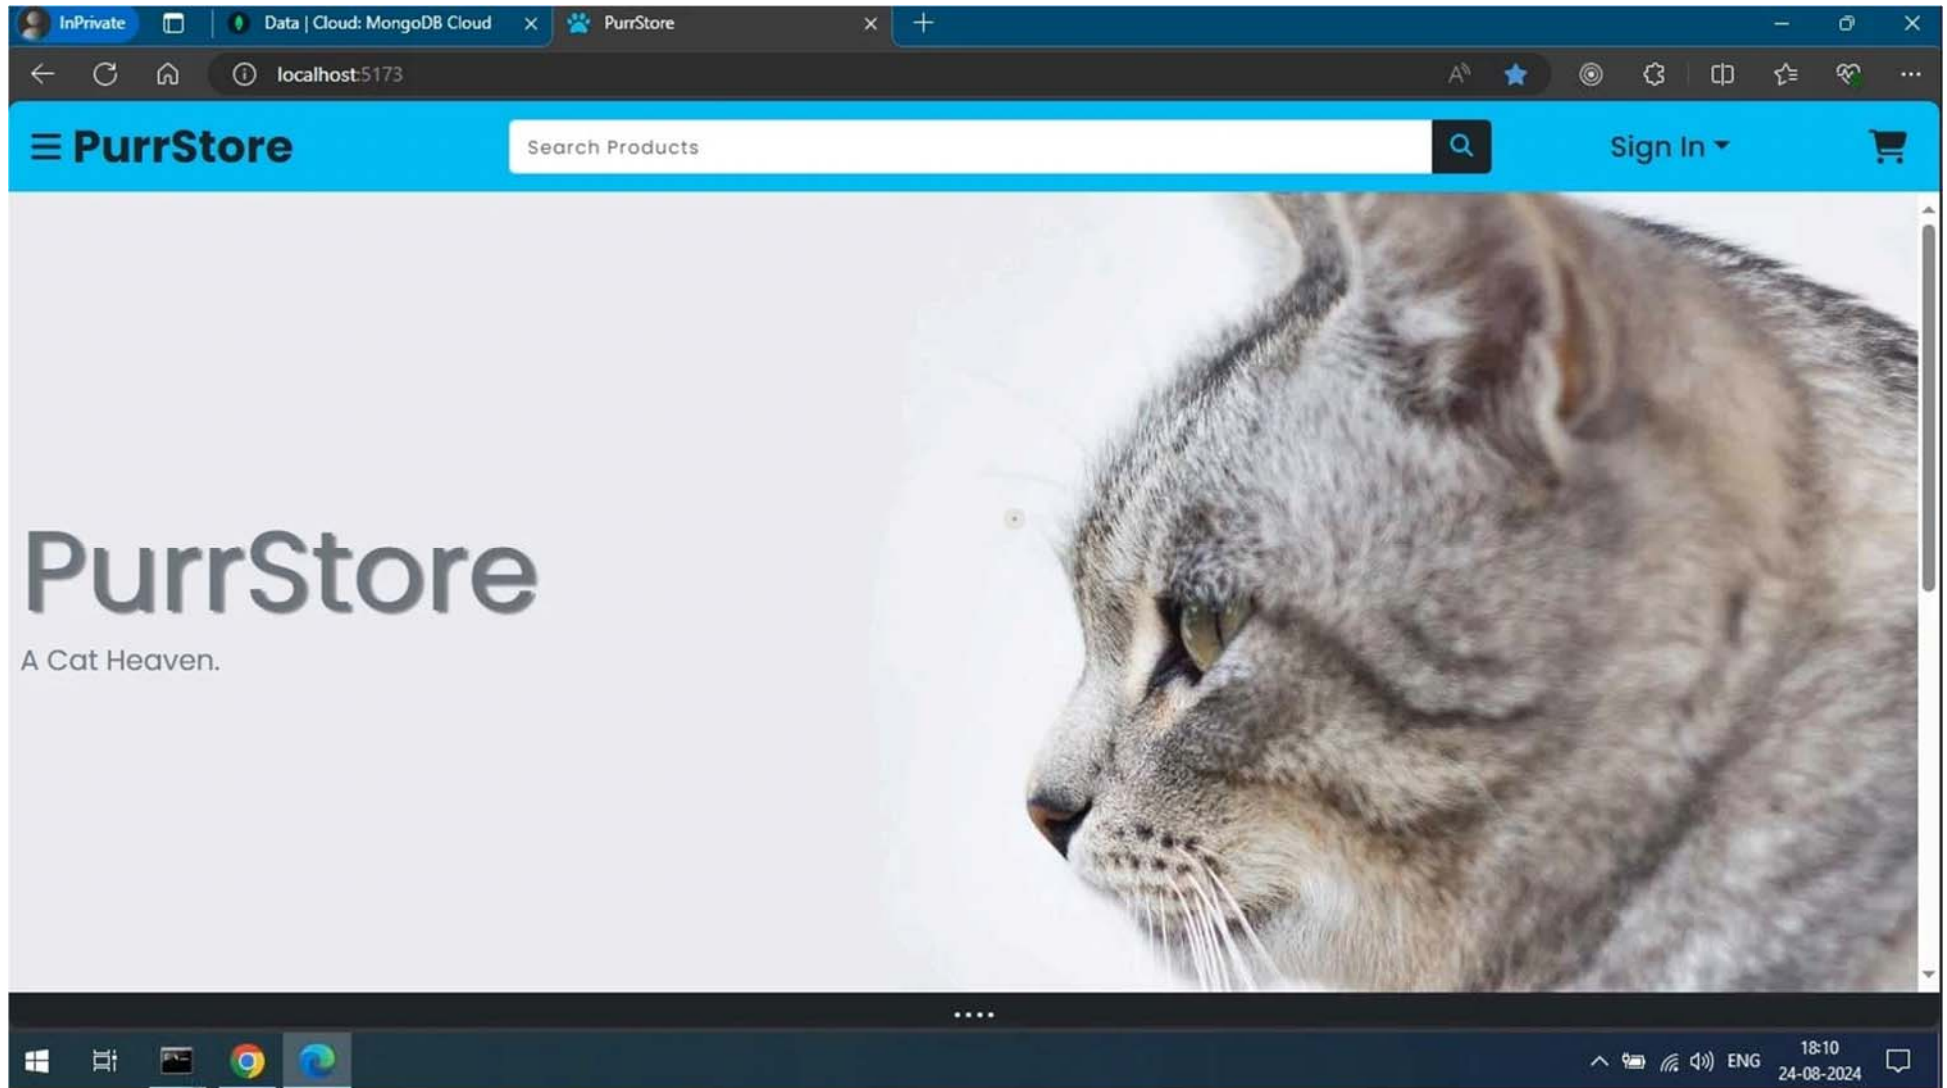 InPrivate
Data | Cloud: MongoDB Cloud
PurrStore
localhost:5173
PurrStore
Search Products
Sign In
PurrStore
A Cat Heaven.
ENG
18:10
24-08-2024